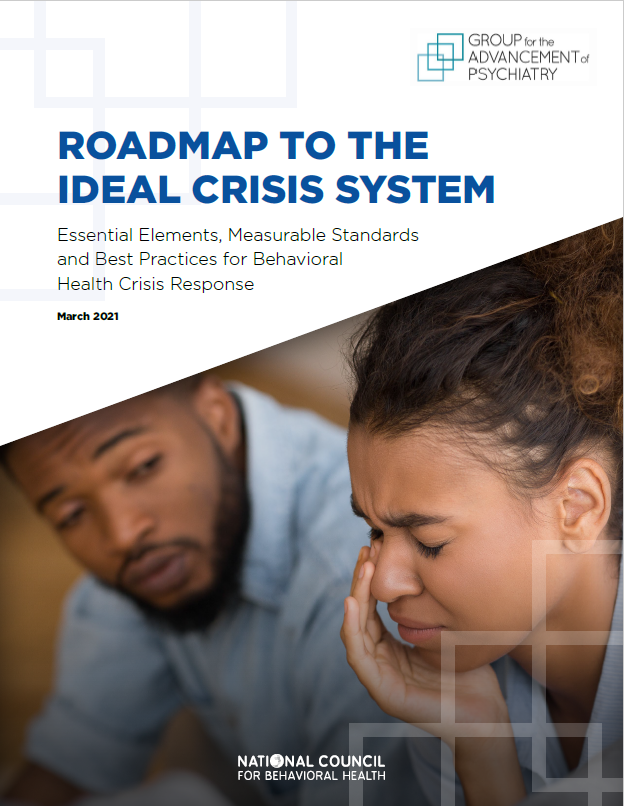 GROUP for the
ADVANCEMENT of
PSYCHIATRY
ROADMAP TO THE
IDEAL CRISIS SYSTEM
Essential Elements, Measurable Standards
and Best Practices for Behavioral
Health Crisis Response
March 2021
NATIONAL COUNCIL
FOR BEHAVIORAL HEALTH